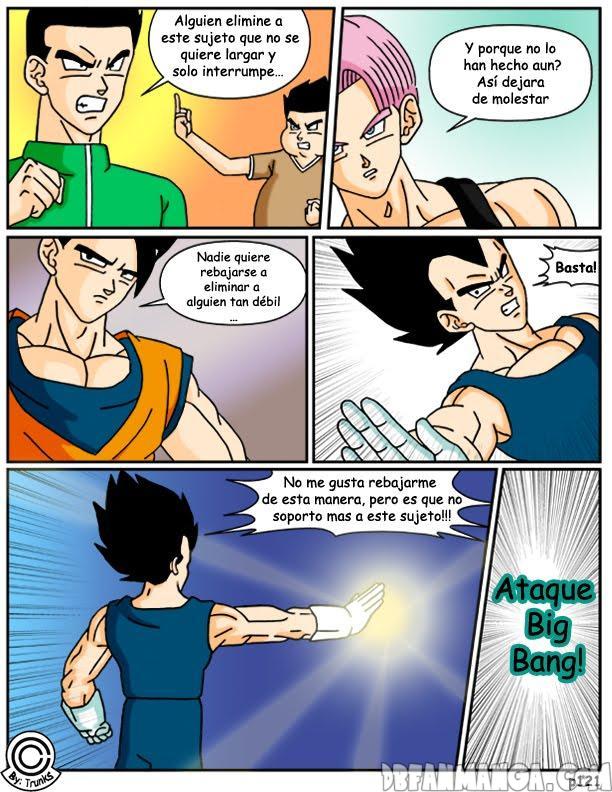 Alguien elimine a
este sujeto que no se
quiere largar y
solo interrumpe...
Y porque no lo
han hecho aun?
Así dejara
de molestar
Nadie quiere
rebajarse a
eliminar a
alguien tan débil
...
Basta!
No me gusta rebajarme
de esta manera, pero es que no
soporto mas a este sujeto!!!
Ataque
Big
Bang!
C
By: Trunks
DBFANMANGA.COM
p121